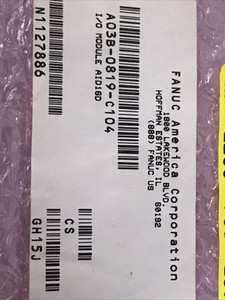 FANUC America Corporation
1800 LAKEWOOD BLVD.
HOFFMAN ESTATES, IL 60192
(888) FANUC US
A03B-0819-C104
I/O MODULE AID16D
N1127886
CS
GH15J